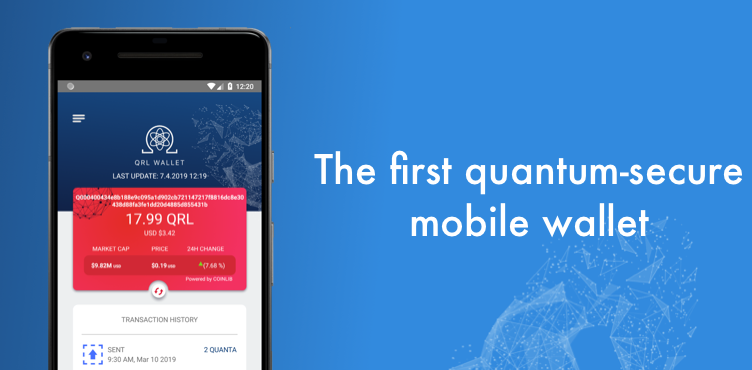 12:20
QRL WALLET
LAST UPDATE: 7.4.2019 12:19
17.99 QRL
USD $3.42
MARKET CAP PRICE 24H CHANGE
$9.82M USD $0.19 USD (7.68 %)
Powered by COINLIB
TRANSACTION HISTORY
SENT 2 QUANTA
9:30 AM, Mar 10 2019
The first quantum-secure
mobile wallet